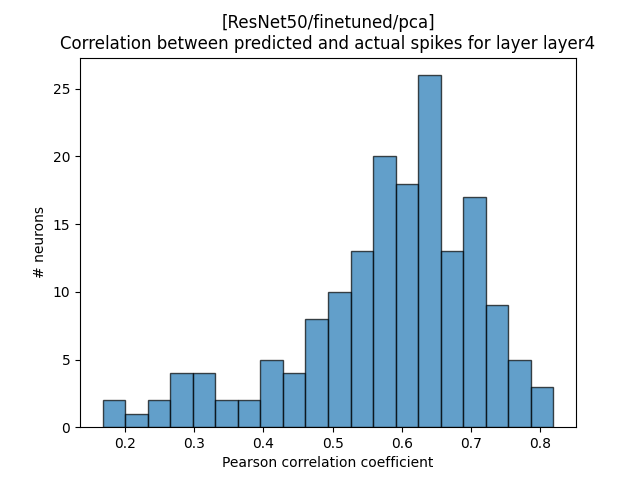 [ResNet50/finetuned/pca]
Correlation between predicted and actual spikes for layer layer4
25
20
15
10
5
0
# neurons
0.2 0.3 0.4 0.5 0.6 0.7 0.8
Pearson correlation coefficient